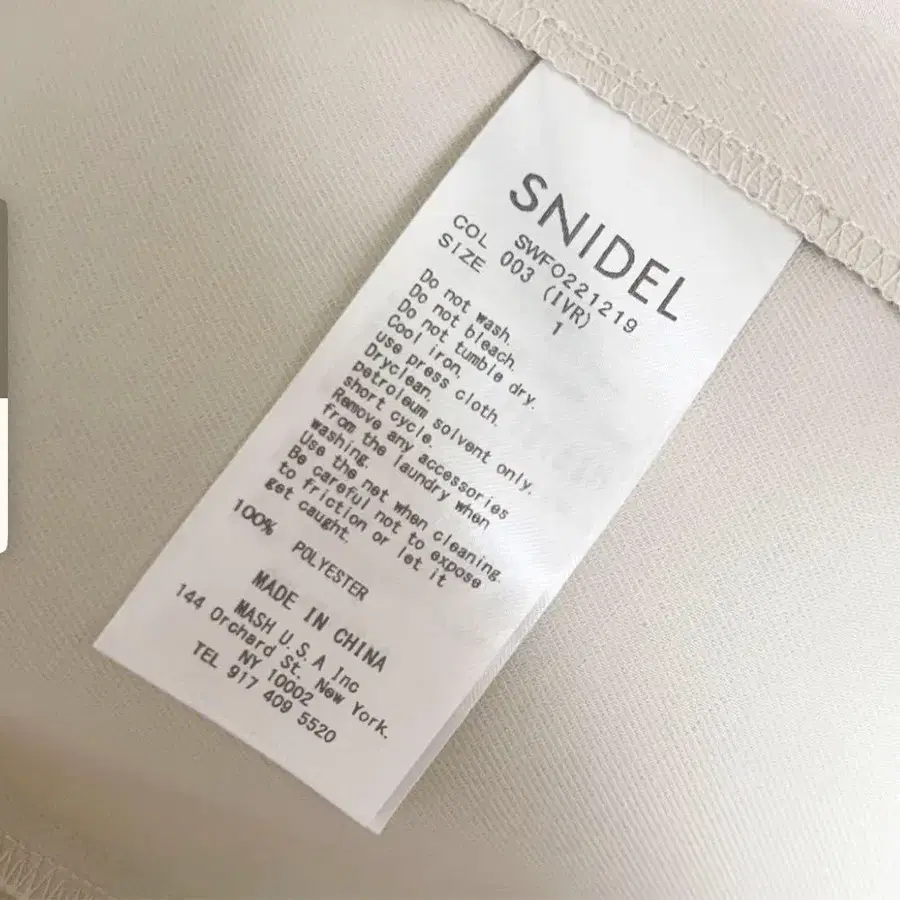 SNIDEL
SWFO221219
COL 003 (IVR)
SIZE 1
Do not wash.
Do not bleach.
Do not tumble dry.
Cool iron,
use press cloth.
Dryclean,
petroleum solvent only.
short cycle.
Remove any accessories
from the laundry when
washing.
Use the net when cleaning.
Be careful not to expose
to friction or let it
get caught.
100% POLYESTER
MADE IN CHINA
MASH U.S.A Inc
144 Orchard St. New York.
NY 10002
TEL 917 409 5520